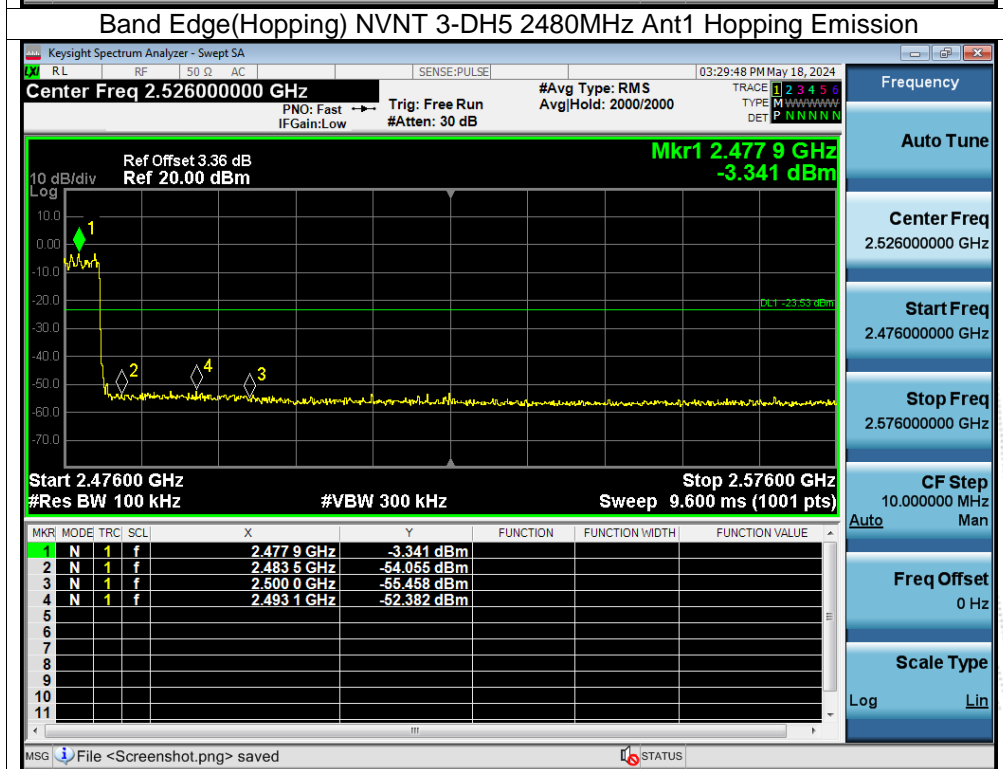 Band Edge(Hopping) NVNT 3-DH5 2480MHz Ant1 Hopping Emission
Keysight Spectrum Analyzer - Swept SA
LXI RL RF 50 Ω AC SENSE:PULSE 03:29:48 PM May 18, 2024
Center Freq 2.526000000 GHz #Avg Type: RMS TRACE 1 2 3 4 5 6
PNO: Fast Trig: Free Run Avg|Hold: 2000/2000 TYPE M WWWWW
IFGain:Low #Atten: 30 dB DET P N N N N N
Ref Offset 3.36 dB Mkr1 2.477 9 GHz
10 dB/div Ref 20.00 dBm -3.341 dBm
Log
10.0
1
0.00
-10.0
-20.0
DL1 -23.53 dBm
-30.0
-40.0
2 4 3
-50.0
-60.0
-70.0
Start 2.47600 GHz Stop 2.57600 GHz
#Res BW 100 kHz #VBW 300 kHz Sweep 9.600 ms (1001 pts)
MKR MODE TRC SCL X Y FUNCTION FUNCTION WIDTH FUNCTION VALUE
1 N 1 f 2.477 9 GHz -3.341 dBm
2 N 1 f 2.483 5 GHz -54.055 dBm
3 N 1 f 2.500 0 GHz -55.458 dBm
4 N 1 f 2.493 1 GHz -52.382 dBm
5
6
7
8
9
10
11
MSG File <Screenshot.png> saved STATUS
Frequency
Auto Tune
Center Freq
2.526000000 GHz
Start Freq
2.476000000 GHz
Stop Freq
2.576000000 GHz
CF Step
10.000000 MHz
Auto Man
Freq Offset
0 Hz
Scale Type
Log Lin